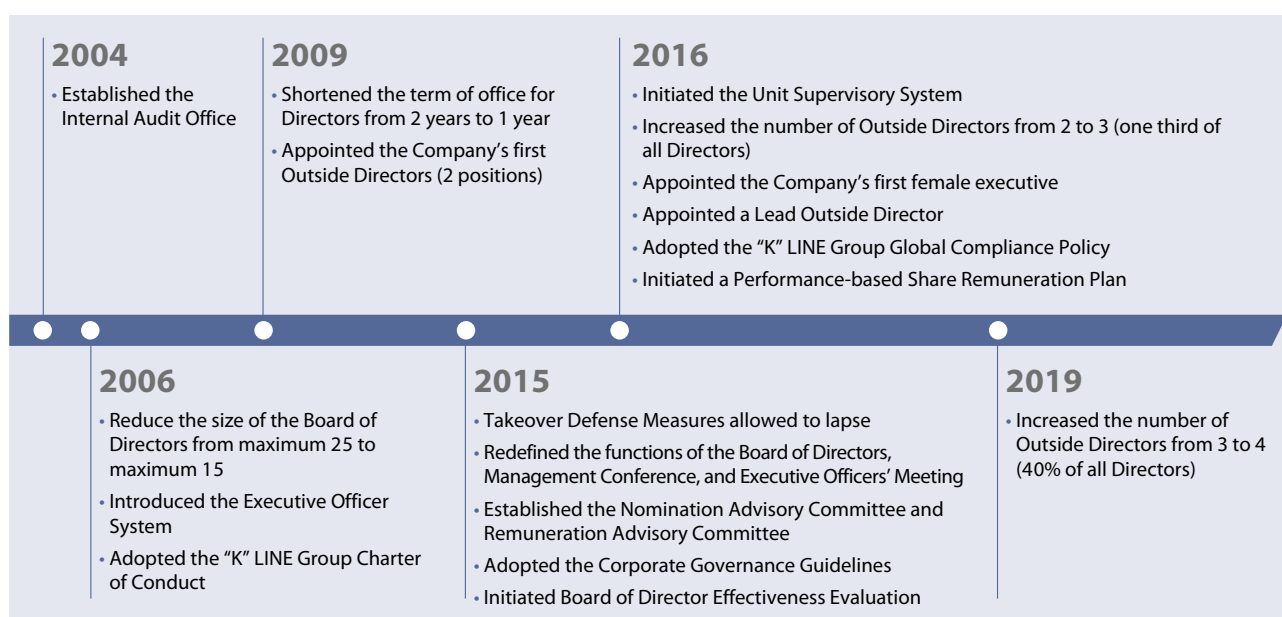 2004
• Established the
Internal Audit Office
2009
• Shortened the term of office for
Directors from 2 years to 1 year
• Appointed the Company’s first
Outside Directors (2 positions)
2016
• Initiated the Unit Supervisory System
• Increased the number of Outside Directors from 2 to 3 (one third of
all Directors)
• Appointed the Company’s first female executive
• Appointed a Lead Outside Director
• Adopted the “K” LINE Group Global Compliance Policy
• Initiated a Performance-based Share Remuneration Plan
2006
• Reduce the size of the Board of
Directors from maximum 25 to
maximum 15
• Introduced the Executive Officer
System
• Adopted the “K” LINE Group Charter
of Conduct
2015
• Takeover Defense Measures allowed to lapse
• Redefined the functions of the Board of Directors,
Management Conference, and Executive Officers’ Meeting
• Established the Nomination Advisory Committee and
Remuneration Advisory Committee
• Adopted the Corporate Governance Guidelines
• Initiated Board of Director Effectiveness Evaluation
2019
• Increased the number of
Outside Directors from 3 to 4
(40% of all Directors)